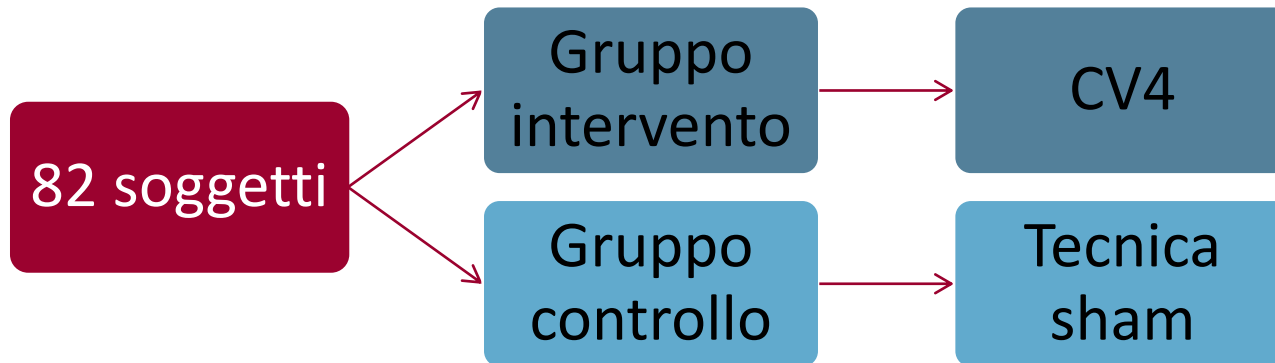 82 soggetti
Gruppo
intervento
CV4
Gruppo
controllo
Tecnica
sham